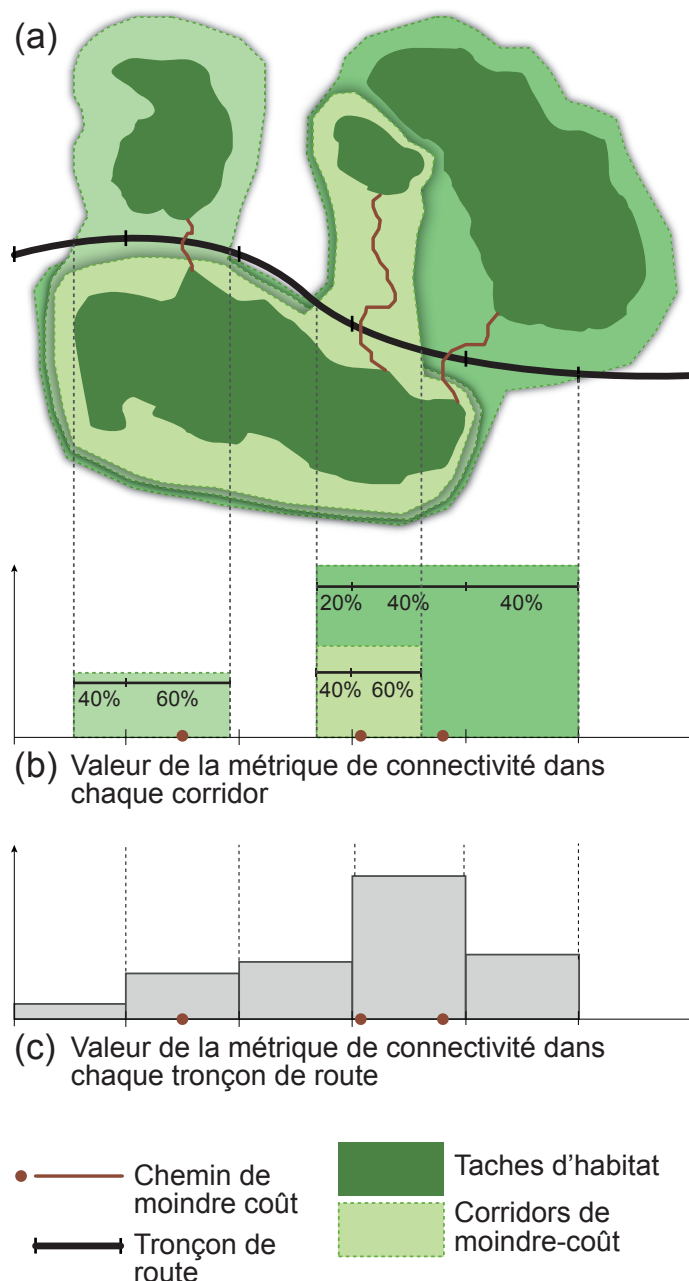 (a)
20% 40% 40%
40% 60%
40% 60%
(b) Valeur de la métrique de connectivité dans
chaque corridor
(c) Valeur de la métrique de connectivité dans
chaque tronçon de route
Chemin de
moindre coût
Tronçon de
route
Taches d'habitat
Corridors de
moindre-coût